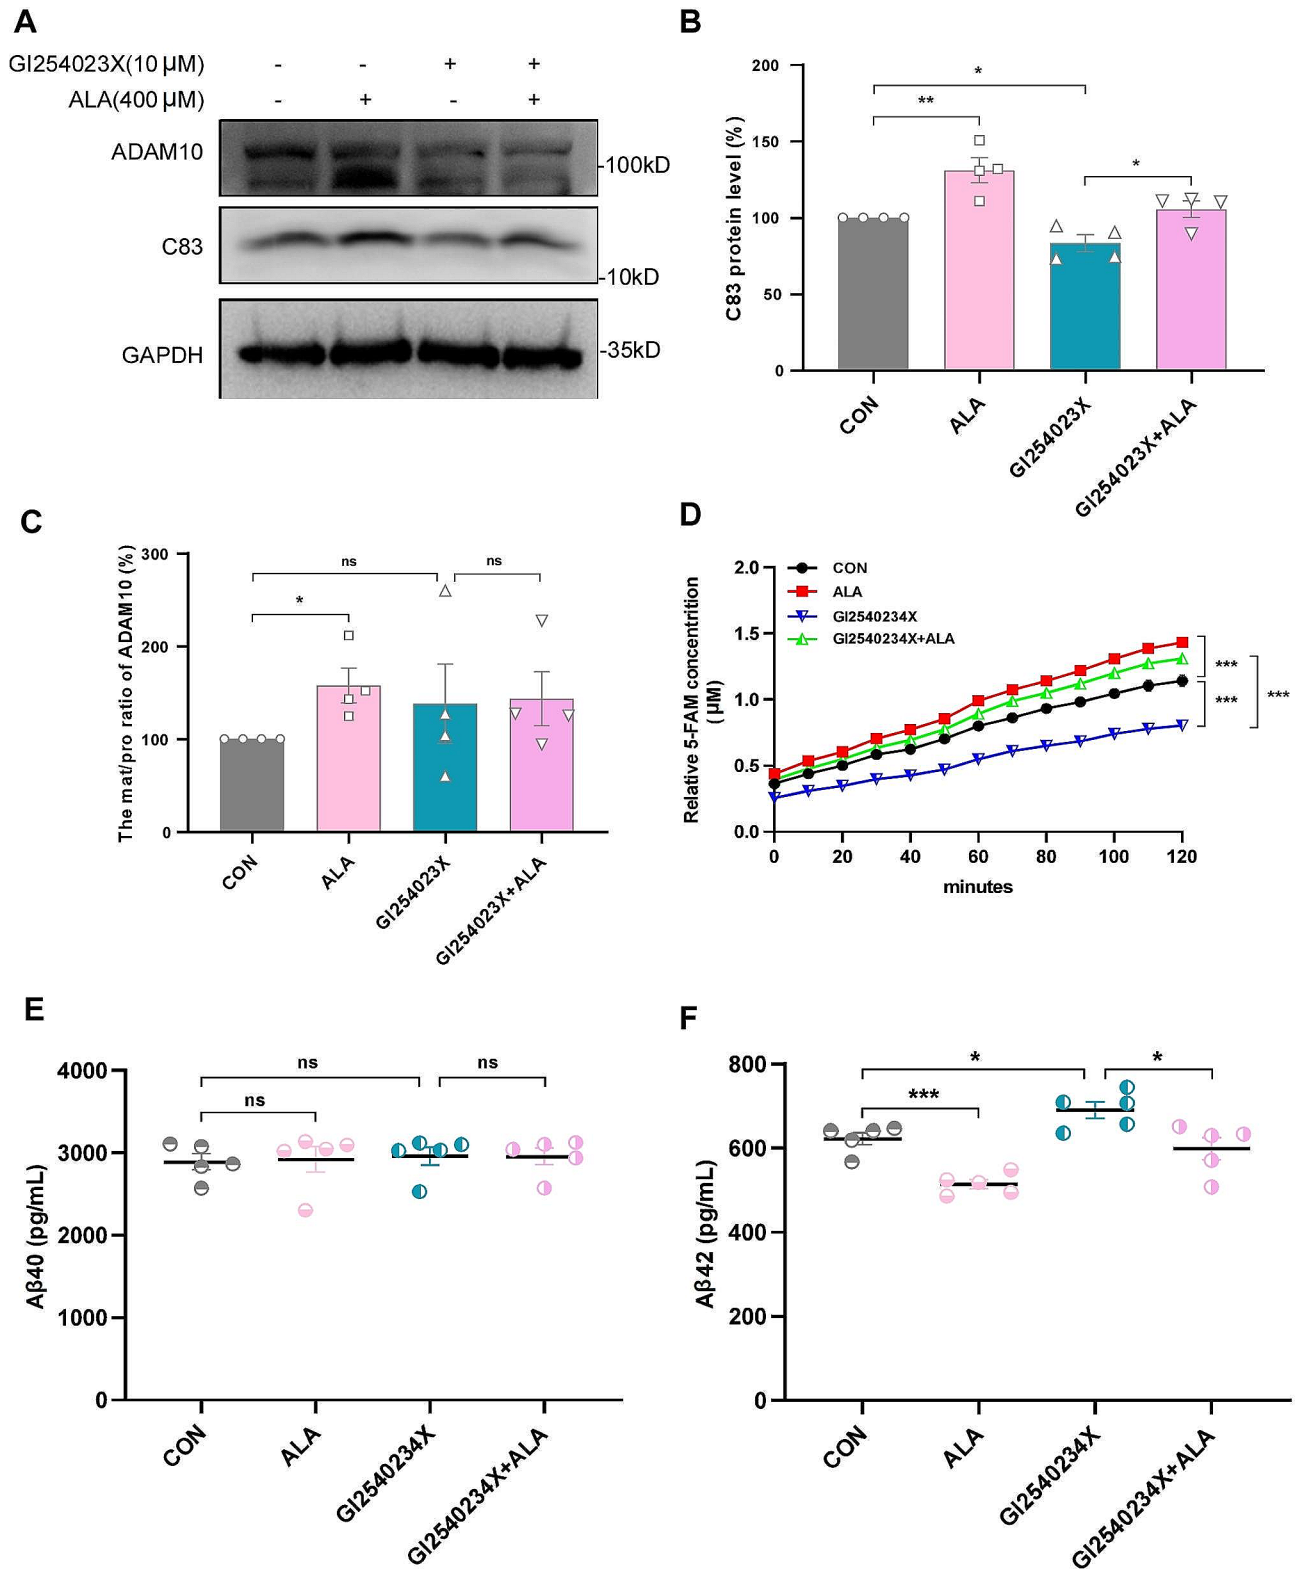 A
GI254023X(10 μM) - - + +
ALA(400 μM) - + - +
ADAM10
-100kD
C83
-10kD
GAPDH
-35kD
B
C83 protein level (%)
200
150
100
50
0
*
**
*
CON
ALA
GI254023X
GI254023X+ALA
C
The mat/pro ratio of ADAM10 (%)
300
200
100
0
ns
ns
*
CON
ALA
GI254023X
GI254023X+ALA
D
Relative 5-FAM concentrition
( μM)
2.0
1.5
1.0
0.5
0.0
CON
ALA
GI2540234X
GI2540234X+ALA
***
***
***
0 20 40 60 80 100 120
minutes
E
Aβ40 (pg/mL)
4000
3000
2000
1000
0
ns
ns
ns
CON
ALA
GI2540234X
GI2540234X+ALA
F
Aβ42 (pg/mL)
800
600
400
200
0
*
*
***
CON
ALA
GI2540234X
GI2540234X+ALA